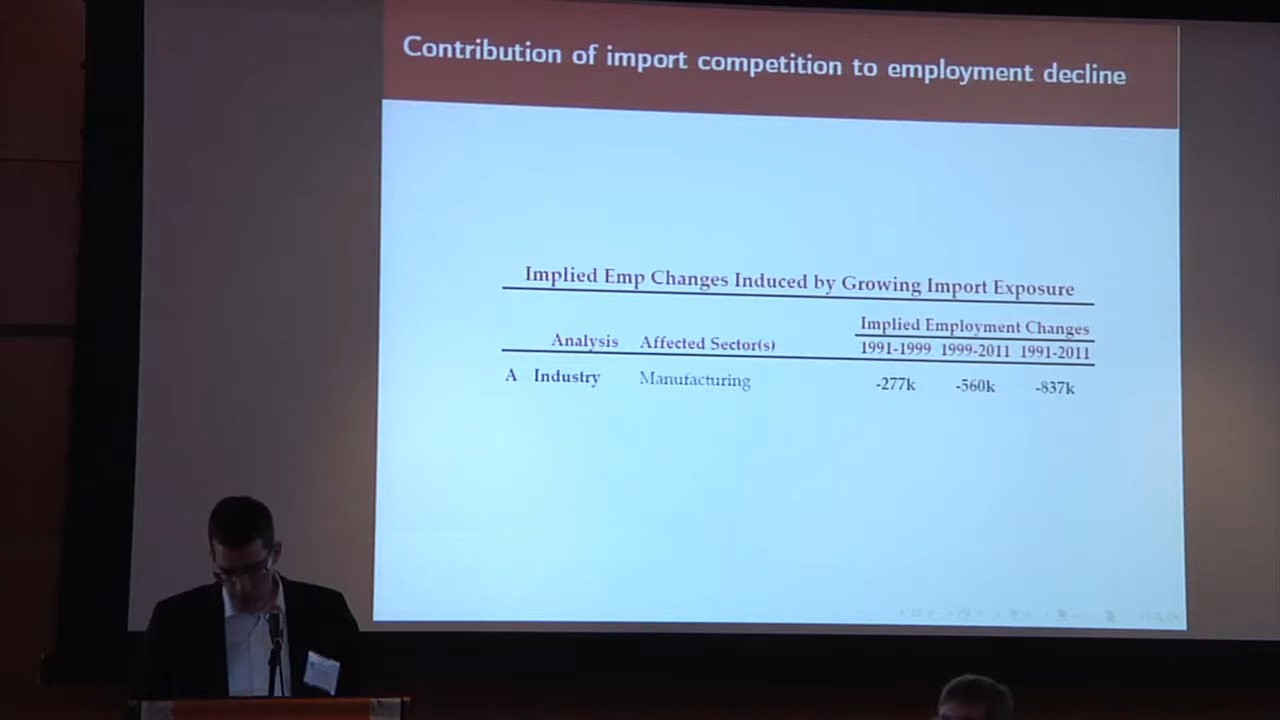 Contribution of import competition to employment decline
Implied Emp Changes Induced by Growing Import Exposure
Implied Employment Changes
Analysis Affected Sector(s) 1991-1999 1999-2011 1991-2011
A Industry Manufacturing -277k -560k -837k